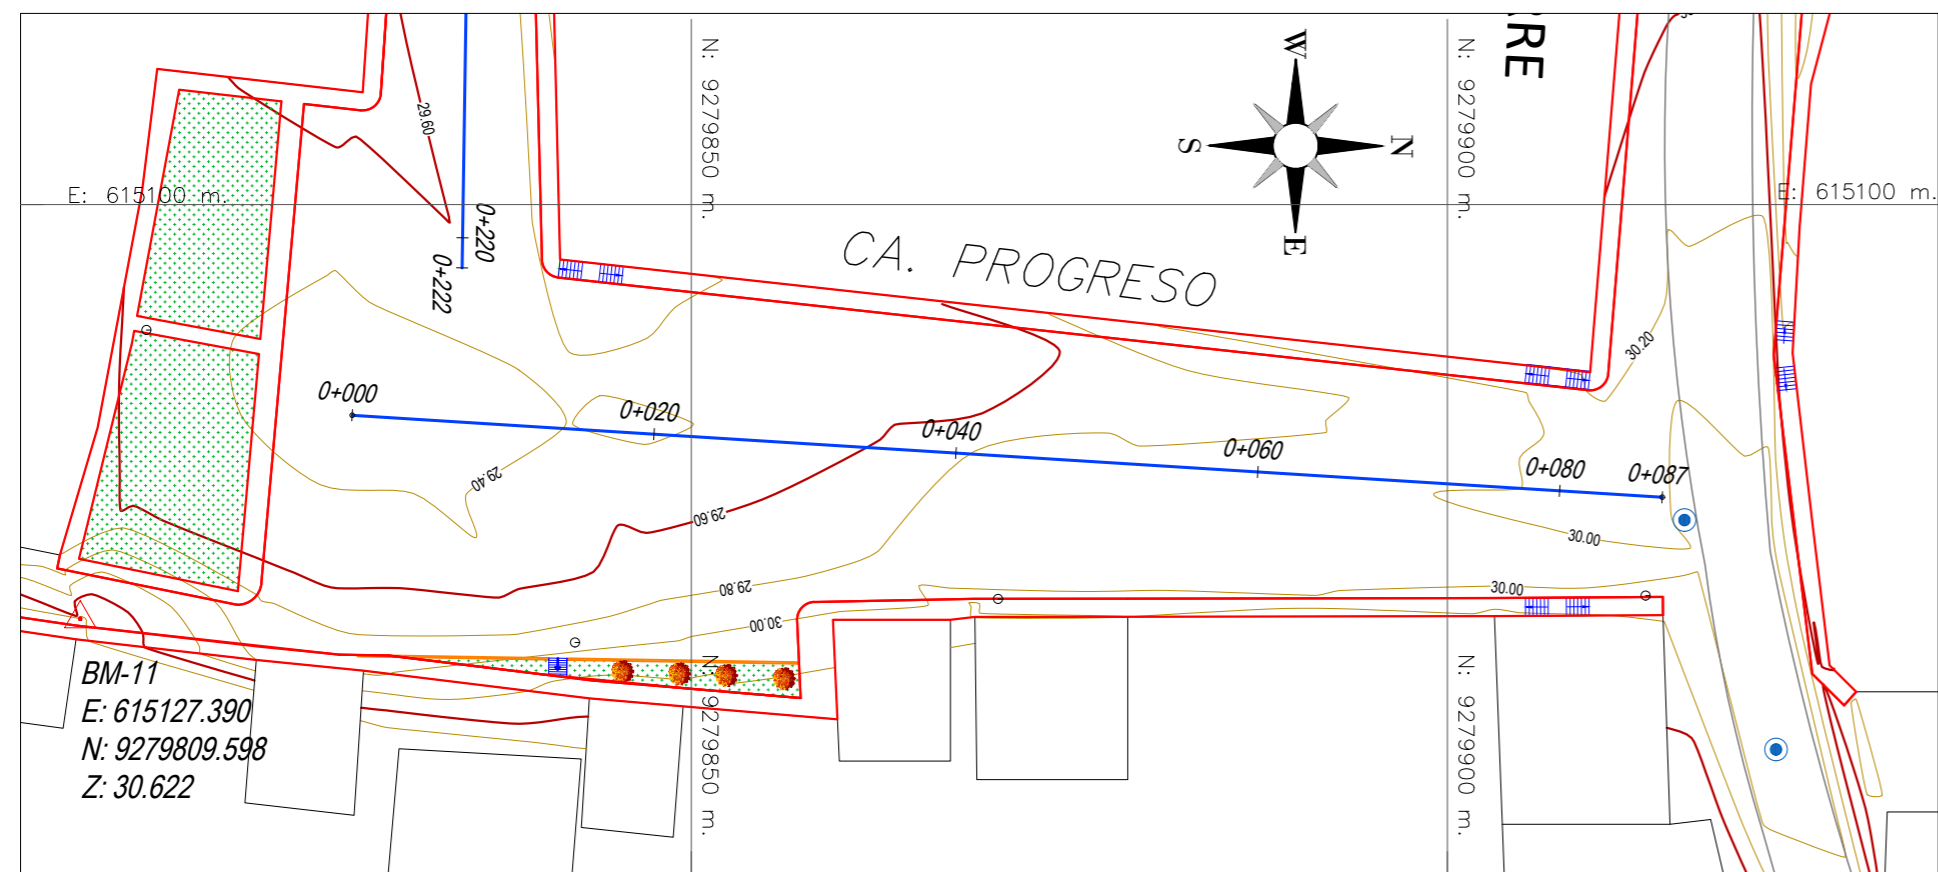 RRE
N: 9279850 m.
N: 9279900 m.
W
S
N
E
29.60
E: 615100 m.
E: 615100 m.
0+220
0+222
CA. PROGRESO
30.20
0+000
0+020
0+040
0+060
0+080
0+087
29.40
29.60
30.00
29.80
30.00
30.00
BM-11
E: 615127.390
N: 9279809.598
Z: 30.622
N: 9279850 m.
N: 9279900 m.